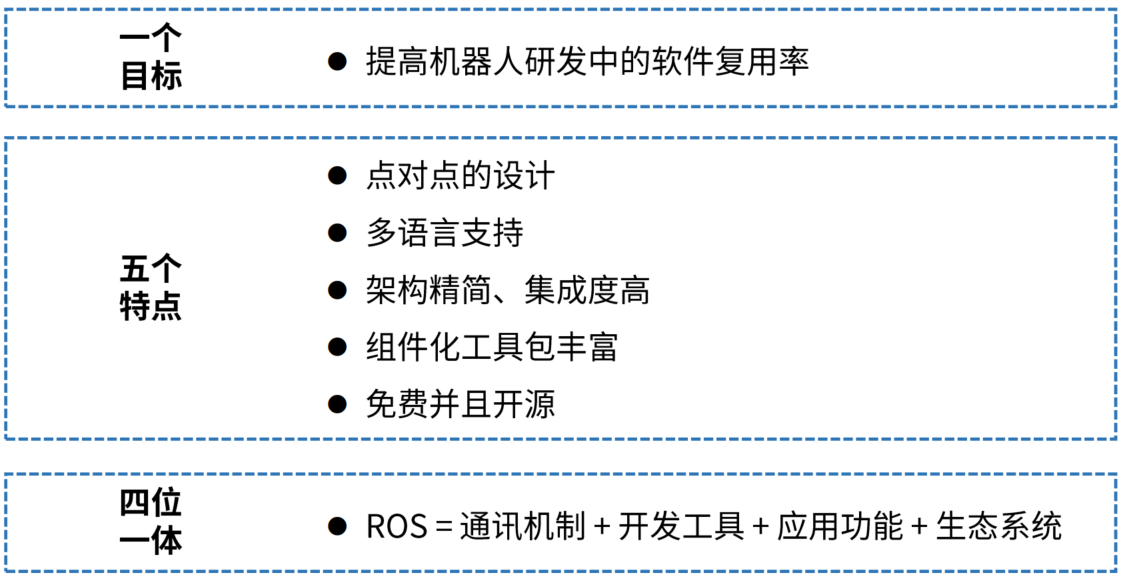 一个
目标
● 提高机器人研发中的软件复用率
五个
特点
● 点对点的设计
● 多语言支持
● 架构精简、集成度高
● 组件化工具包丰富
● 免费并且开源
四位
一体
● ROS = 通讯机制 + 开发工具 + 应用功能 + 生态系统